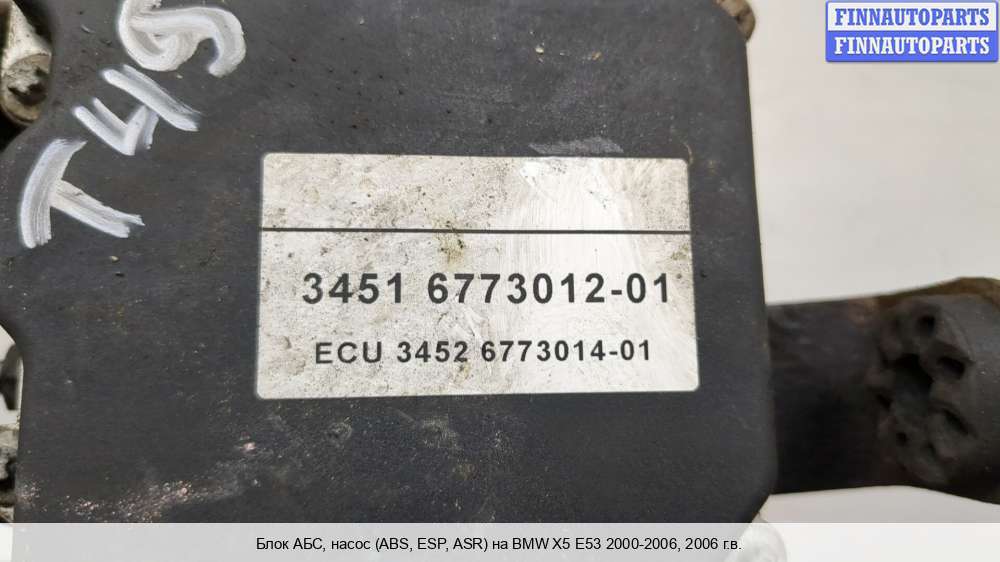 FINNAUTOPARTS
FINNAUTOPARTS
T49
3451 6773012-01
ECU 3452 6773014-01
Блок АБС, насос (ABS, ESP, ASR) на BMW X5 E53 2000-2006, 2006 г.в.